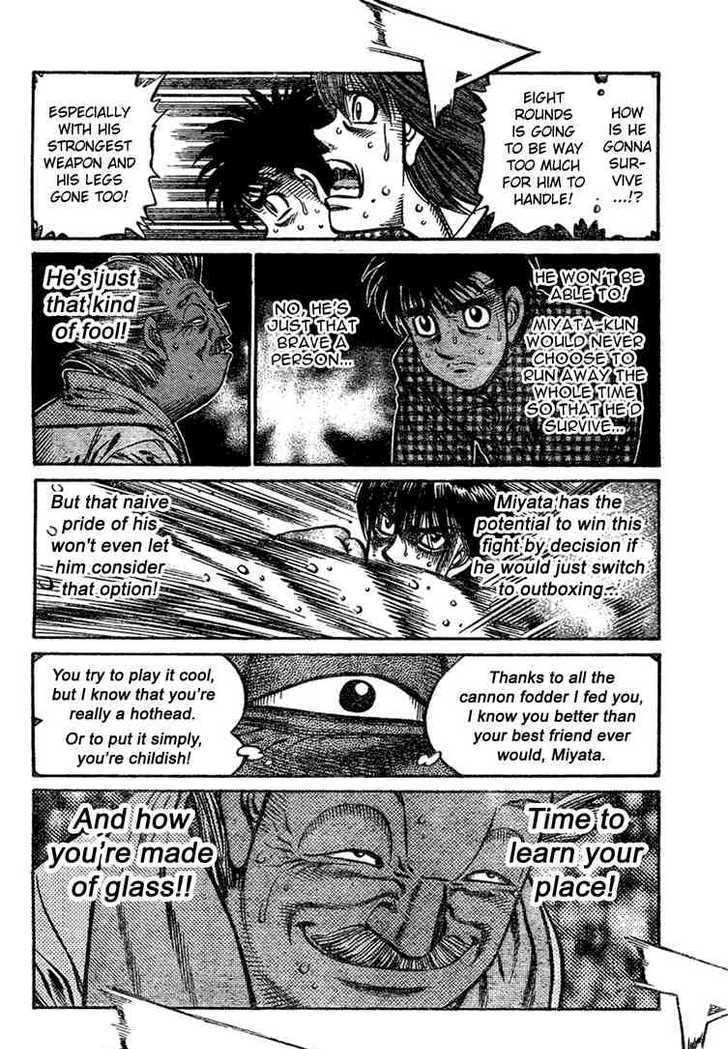 HOW
IS HE
GONNA
SUR-
VIVE
...!?
EIGHT
ROUNDS
IS GOING
TO BE WAY
TOO MUCH
FOR HIM TO
HANDLE!
ESPECIALLY
WITH HIS
STRONGEST
WEAPON AND
HIS LEGS
GONE TOO!
HE WON'T BE
ABLE TO!
MIYATA-KUN
WOULD NEVER
CHOOSE TO
RUN AWAY THE
WHOLE TIME
SO THAT HE'D
SURVIVE...
NO, HE'S
JUST THAT
BRAVE A
PERSON...
He's just
that kind
of fool!
Miyata has the
potential to win this
fight by decision if
he would just switch
to outboxing...
But that naive
pride of his
won't even let
him consider
that option!
Thanks to all the
cannon fodder I fed you,
I know you better than
your best friend ever
would, Miyata.
You try to play it cool,
but I know that you're
really a hothead.
Or to put it simply,
you're childish!
Time to
learn your
place!
And how
you're made
of glass!!